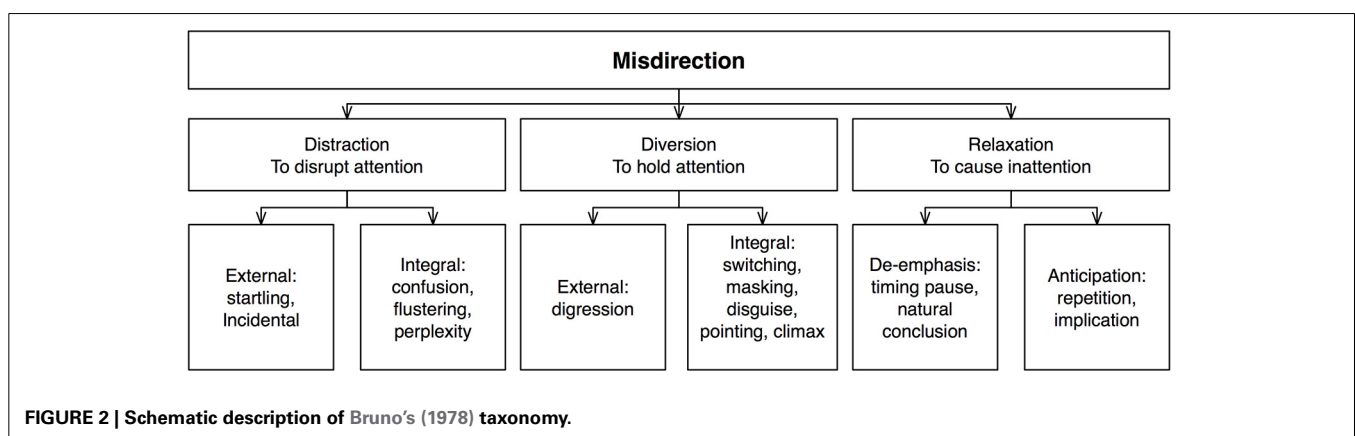 Misdirection
Distraction
To disrupt attention
Diversion
To hold attention
Relaxation
To cause inattention
External:
startling,
Incidental
Integral:
confusion,
flustering,
perplexity
External:
digression
Integral:
switching,
masking,
disguise,
pointing, climax
De-emphasis:
timing pause,
natural
conclusion
Anticipation:
repetition,
implication
FIGURE 2 | Schematic description of Bruno's (1978) taxonomy.